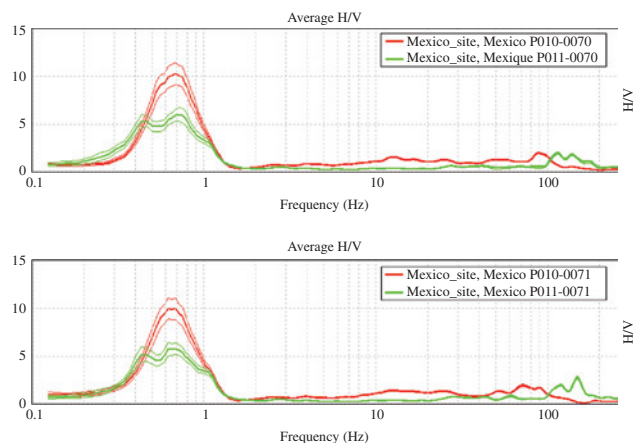 Average H/V
15
10
5
0
Mexico_site, Mexico P010-0070
Mexico_site, Mexique P011-0070
H/V
0.1 1 10 100
Frequency (Hz)
Average H/V
15
10
5
0
Mexico_site, Mexico P010-0071
Mexico_site, Mexico P011-0071
H/V
0.1 1 10 100
Frequency (Hz)